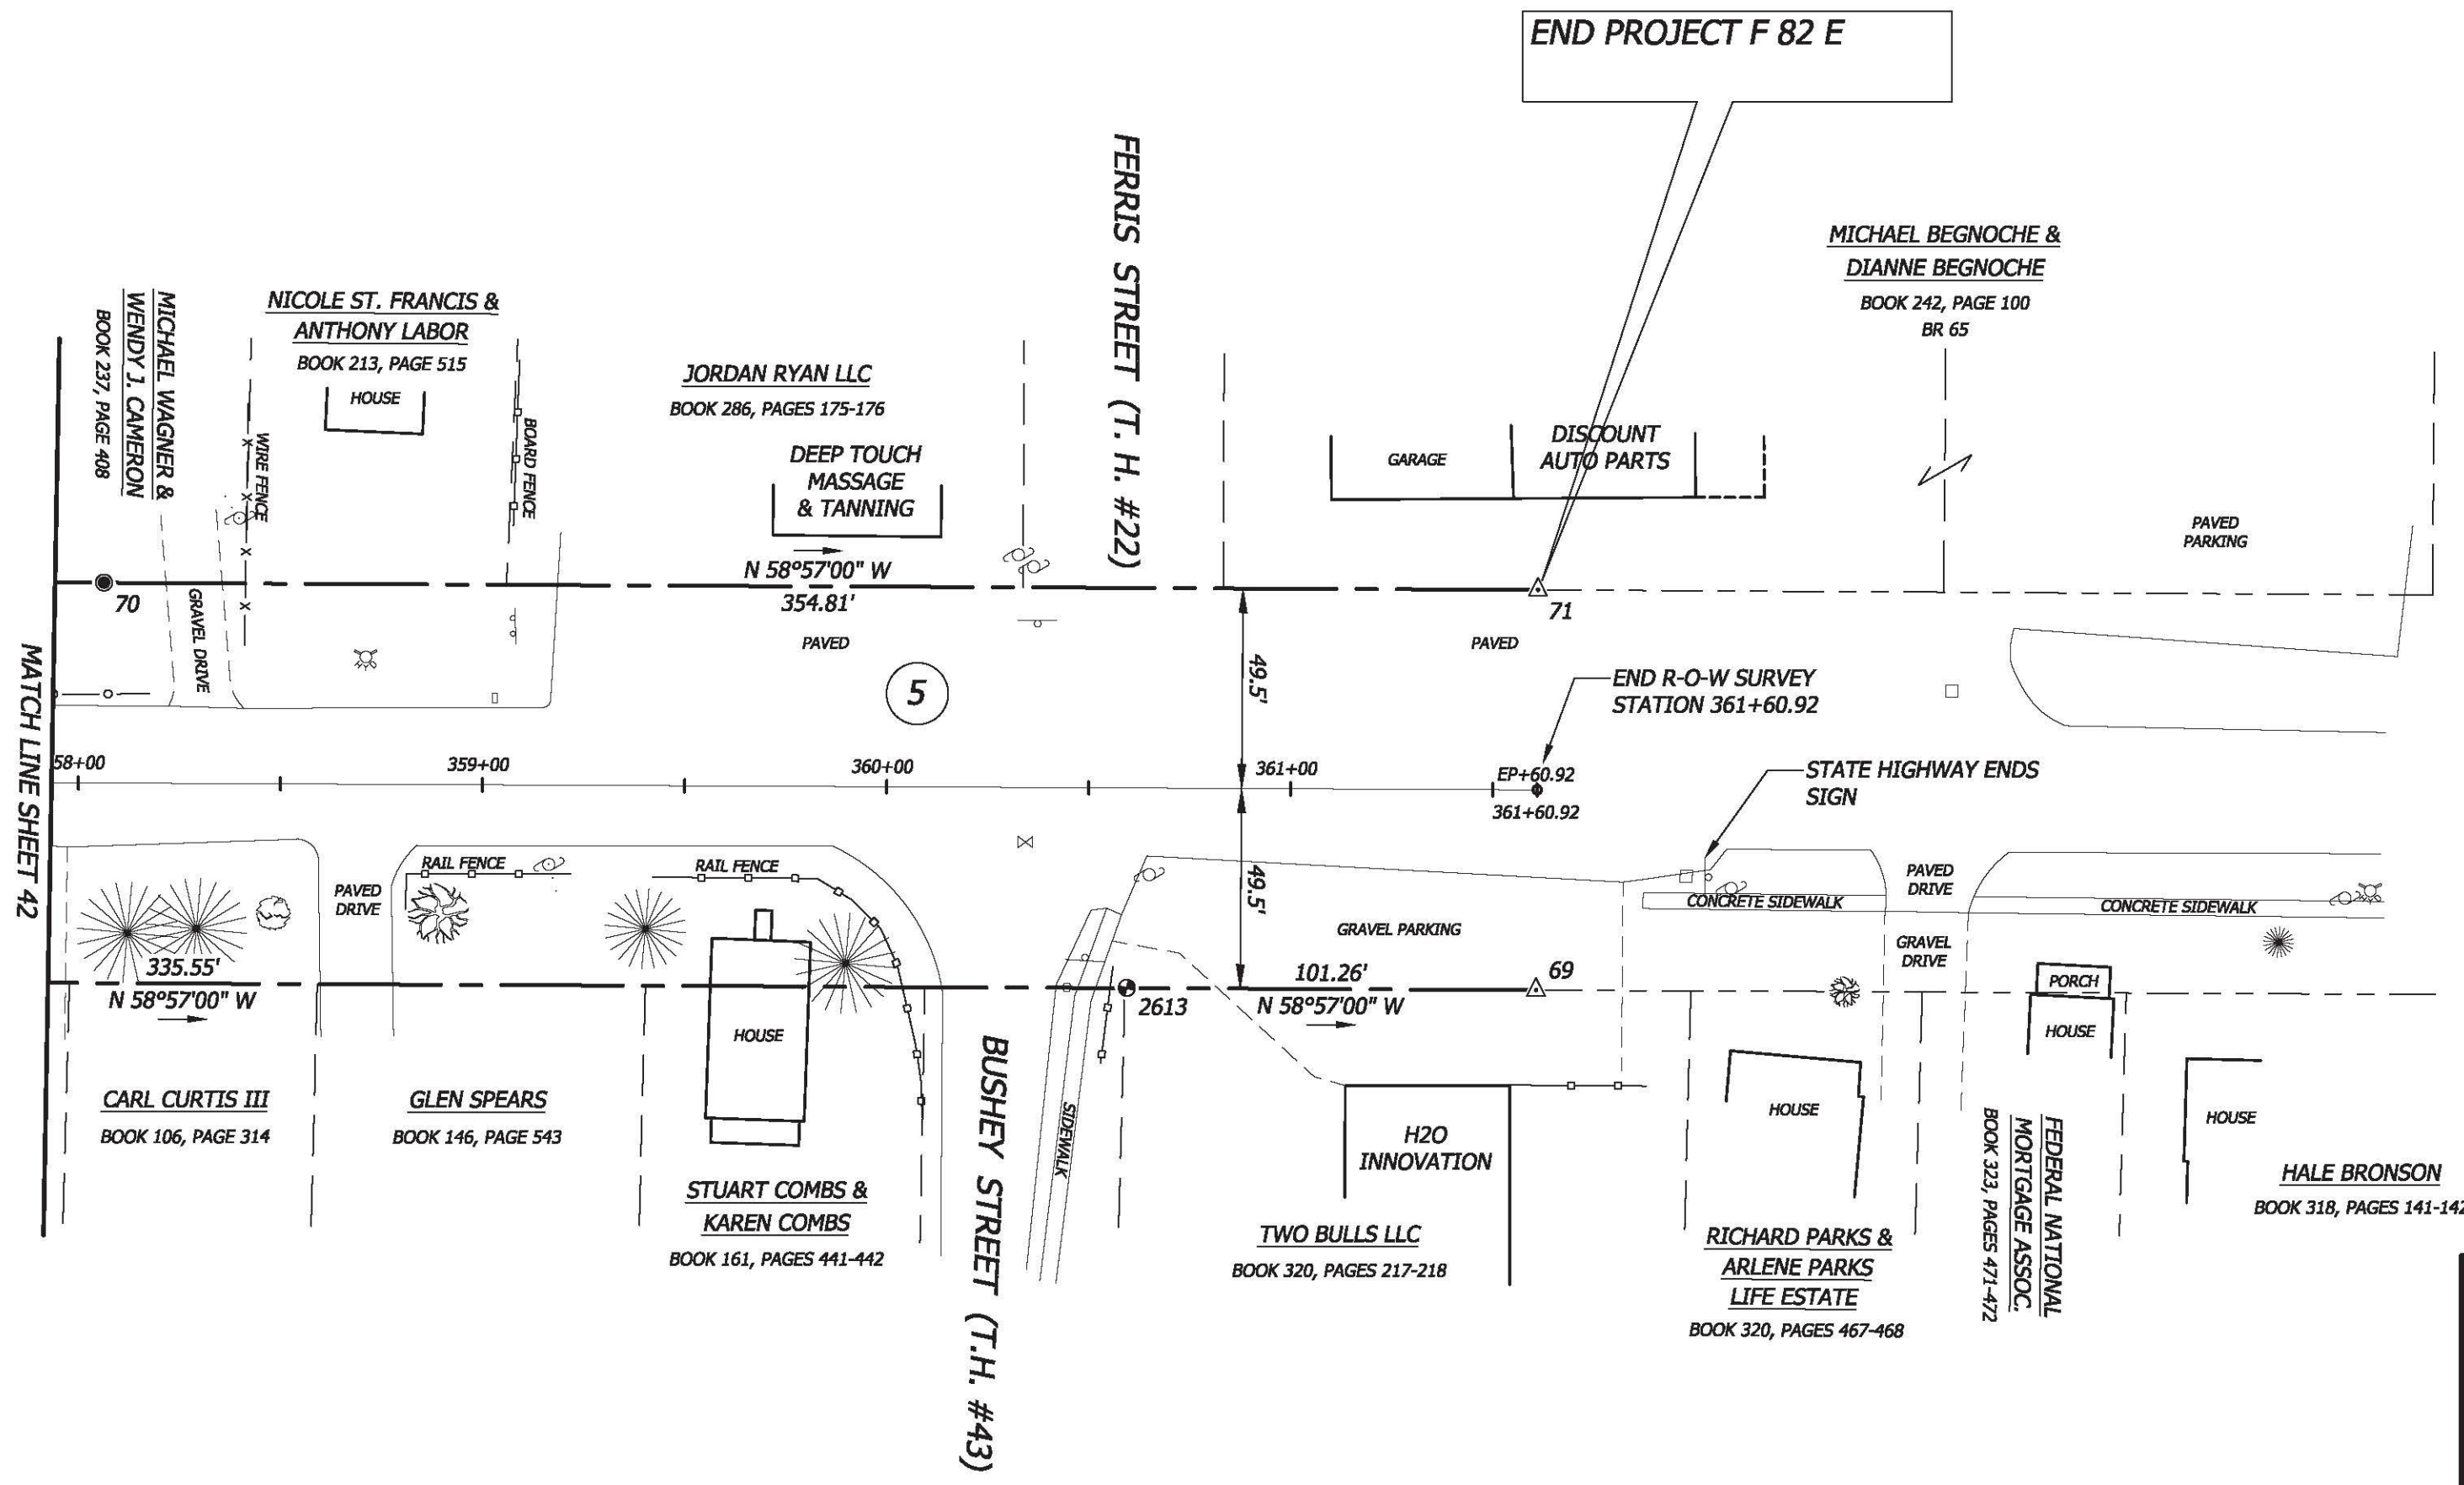 END PROJECT F 82 E
FERRIS STREET (T. H. #22)
MICHAEL BEGNOCHE &
DIANNE BEGNOCHE
BOOK 242, PAGE 100
BR 65
MICHAEL WAGNER &
WENDY J. CAMERON
BOOK 237, PAGE 408
NICOLE ST. FRANCIS &
ANTHONY LABOR
BOOK 213, PAGE 515
HOUSE
WIRE FENCE
BOARD FENCE
JORDAN RYAN LLC
BOOK 286, PAGES 175-176
DEEP TOUCH
MASSAGE
& TANNING
GARAGE
DISCOUNT
AUTO PARTS
PAVED
PARKING
N 58°57'00" W
354.81'
70
GRAVEL DRIVE
PAVED
71
PAVED
5
49.5'
END R-O-W SURVEY
STATION 361+60.92
MATCH LINE SHEET 42
58+00
359+00
360+00
361+00
EP+60.92
361+60.92
STATE HIGHWAY ENDS
SIGN
RAIL FENCE
RAIL FENCE
PAVED
DRIVE
49.5'
PAVED
DRIVE
CONCRETE SIDEWALK
CONCRETE SIDEWALK
GRAVEL PARKING
GRAVEL
DRIVE
335.55'
N 58°57'00" W
2613
101.26'
N 58°57'00" W
69
PORCH
HOUSE
HOUSE
CARL CURTIS III
BOOK 106, PAGE 314
GLEN SPEARS
BOOK 146, PAGE 543
STUART COMBS &
KAREN COMBS
BOOK 161, PAGES 441-442
BUSHEY STREET (T.H. #43)
SIDEWALK
H2O
INNOVATION
TWO BULLS LLC
BOOK 320, PAGES 217-218
HOUSE
RICHARD PARKS &
ARLENE PARKS
LIFE ESTATE
BOOK 320, PAGES 467-468
FEDERAL NATIONAL
MORTGAGE ASSOC.
BOOK 323, PAGES 471-472
HOUSE
HALE BRONSON
BOOK 318, PAGES 141-142